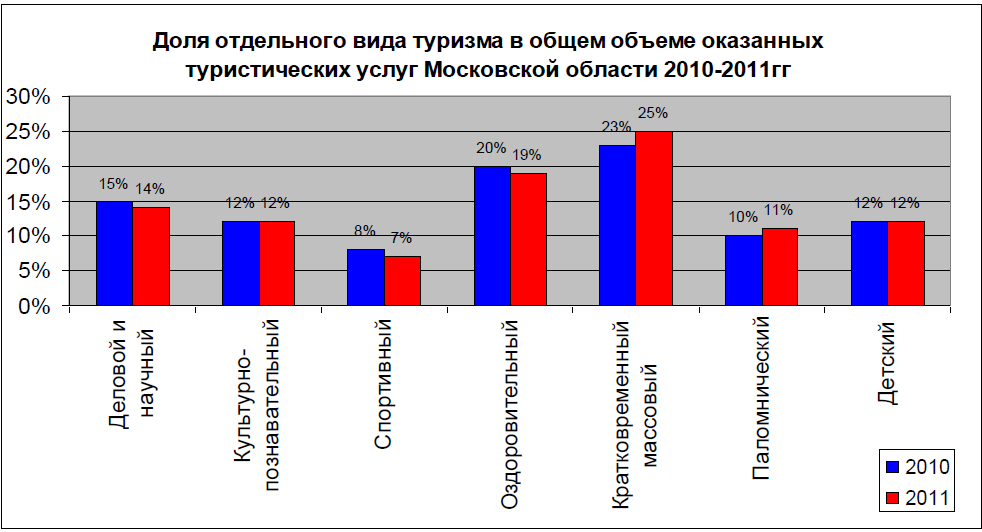 Доля отдельного вида туризма в общем объеме оказанных
туристических услуг Московской области 2010-2011гг
30%
25%
20%
15%
10%
5%
0%
15%
14%
12%
12%
8%
7%
20%
19%
23%
25%
10%
11%
12%
12%
Деловой и
научный
Культурно-
познавательный
Спортивный
Оздоровительный
Кратковременный
массовый
Паломнический
Детский
2010
2011